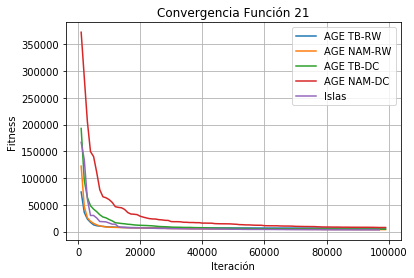 Convergencia Función 21
AGE TB-RW
AGE NAM-RW
AGE TB-DC
AGE NAM-DC
Islas
350000
300000
250000
200000
150000
100000
50000
0
Fitness
0 20000 40000 60000 80000 100000
Iteración